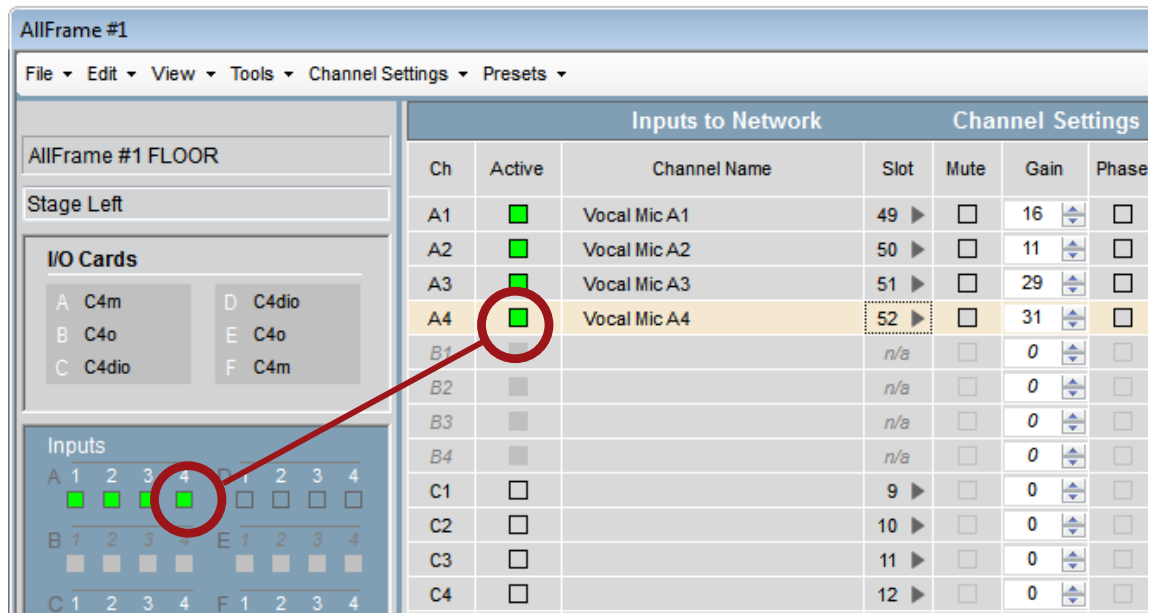 AllFrame #1
File Edit View Tools Channel Settings Presets
Inputs to Network Channel Settings
AllFrame #1 FLOOR
Stage Left
Ch Active Channel Name Slot Mute Gain Phase
A1 Vocal Mic A1 49 16
A2 Vocal Mic A2 50 11
A3 Vocal Mic A3 51 29
A4 Vocal Mic A4 52 31
B1 n/a 0
B2 n/a 0
B3 n/a 0
B4 n/a 0
C1 9 0
C2 10 0
C3 11 0
C4 12 0
I/O Cards
A C4m D C4dio
B C4o E C4o
C C4dio F C4m
Inputs
A 1 2 3 4 D 1 2 3 4
B 1 2 3 4 E 1 2 3 4
C 1 2 3 4 F 1 2 3 4